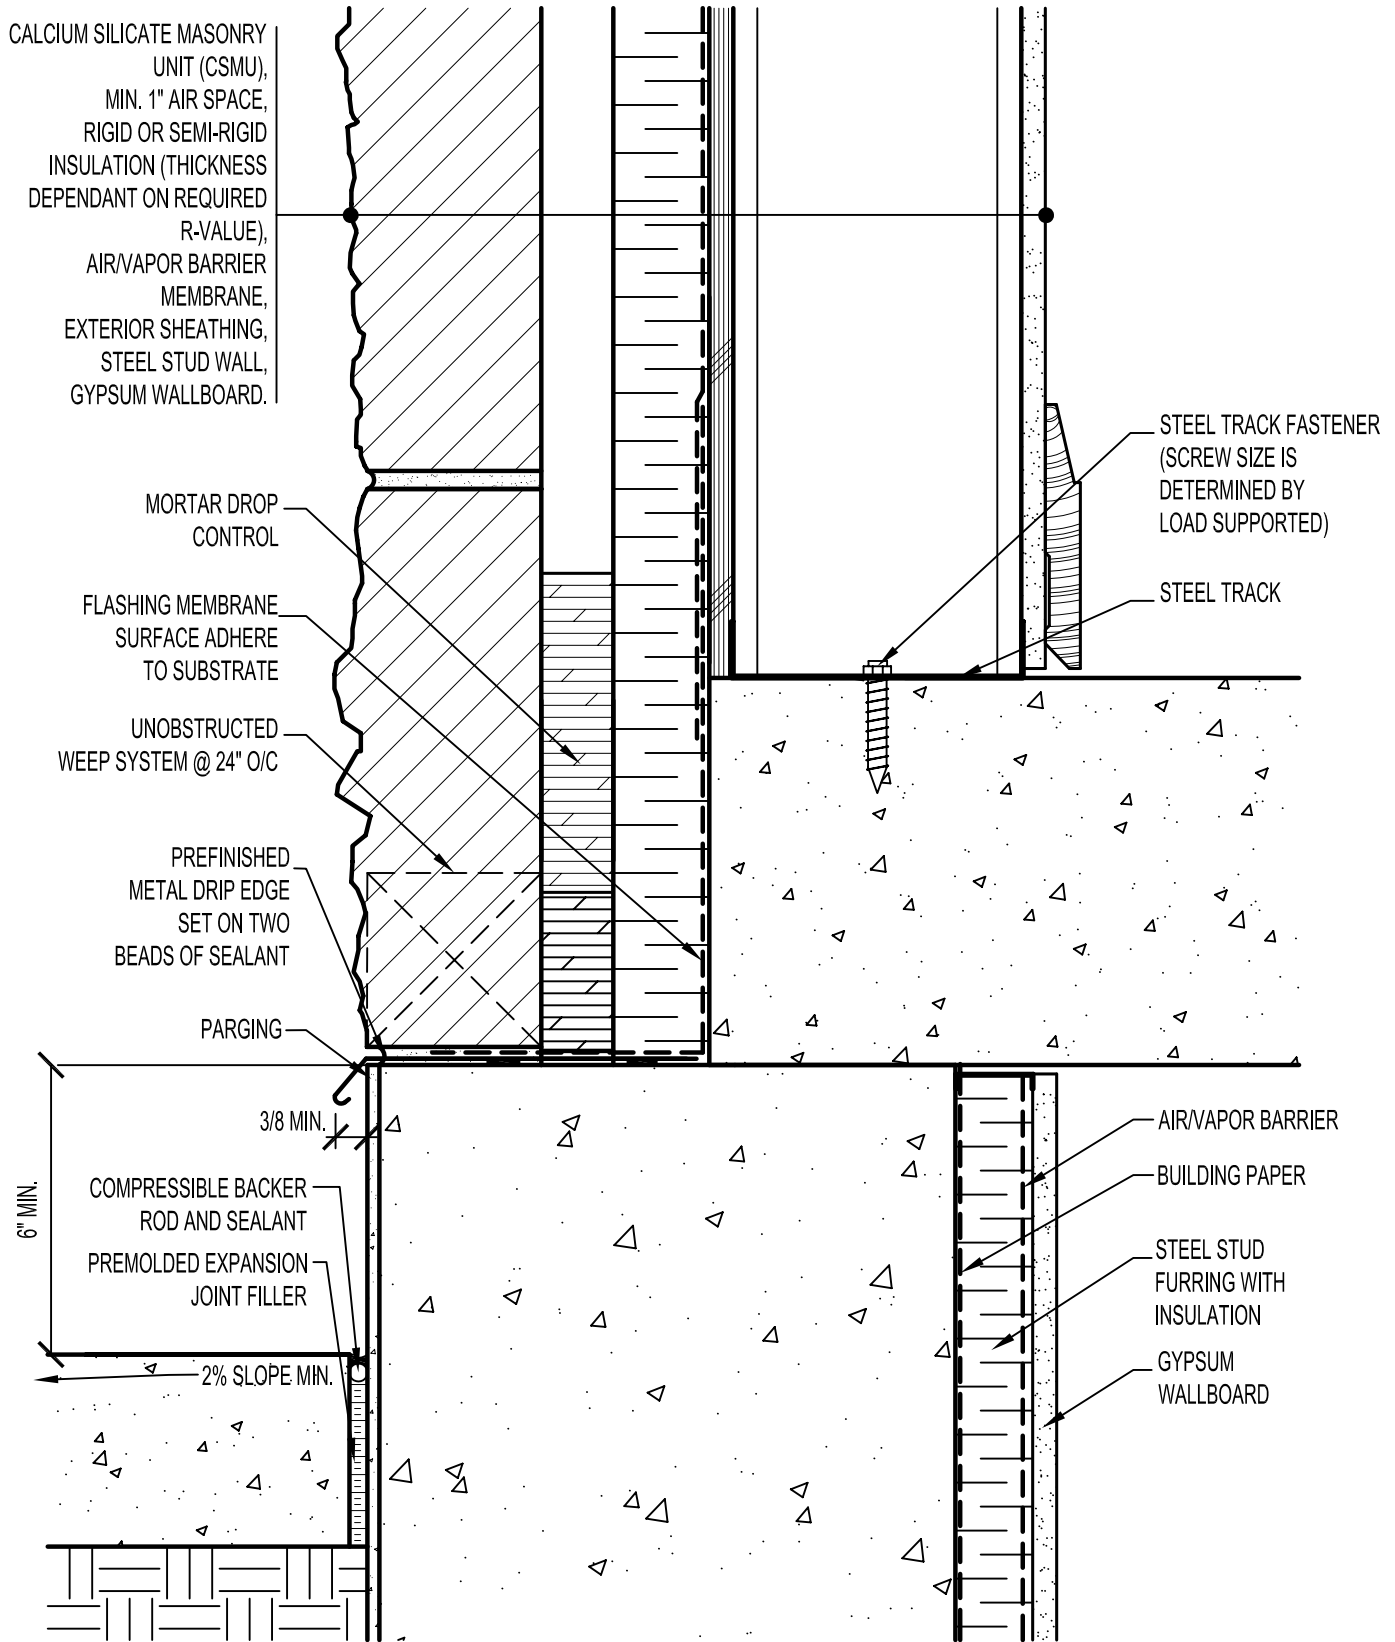 CALCIUM SILICATE MASONRY
UNIT (CSMU),
MIN. 1" AIR SPACE,
RIGID OR SEMI-RIGID
INSULATION (THICKNESS
DEPENDANT ON REQUIRED
R-VALUE),
AIR/VAPOR BARRIER
MEMBRANE,
EXTERIOR SHEATHING,
STEEL STUD WALL,
GYPSUM WALLBOARD.
MORTAR DROP
CONTROL
FLASHING MEMBRANE
SURFACE ADHERE
TO SUBSTRATE
UNOBSTRUCTED
WEEP SYSTEM @ 24" O/C
PREFINISHED
METAL DRIP EDGE
SET ON TWO
BEADS OF SEALANT
PARGING
3/8 MIN.
6" MIN.
COMPRESSIBLE BACKER
ROD AND SEALANT
PREMOLDED EXPANSION
JOINT FILLER
2% SLOPE MIN.
STEEL TRACK FASTENER
(SCREW SIZE IS
DETERMINED BY
LOAD SUPPORTED)
STEEL TRACK
AIR/VAPOR BARRIER
BUILDING PAPER
STEEL STUD
FURRING WITH
INSULATION
GYPSUM
WALLBOARD